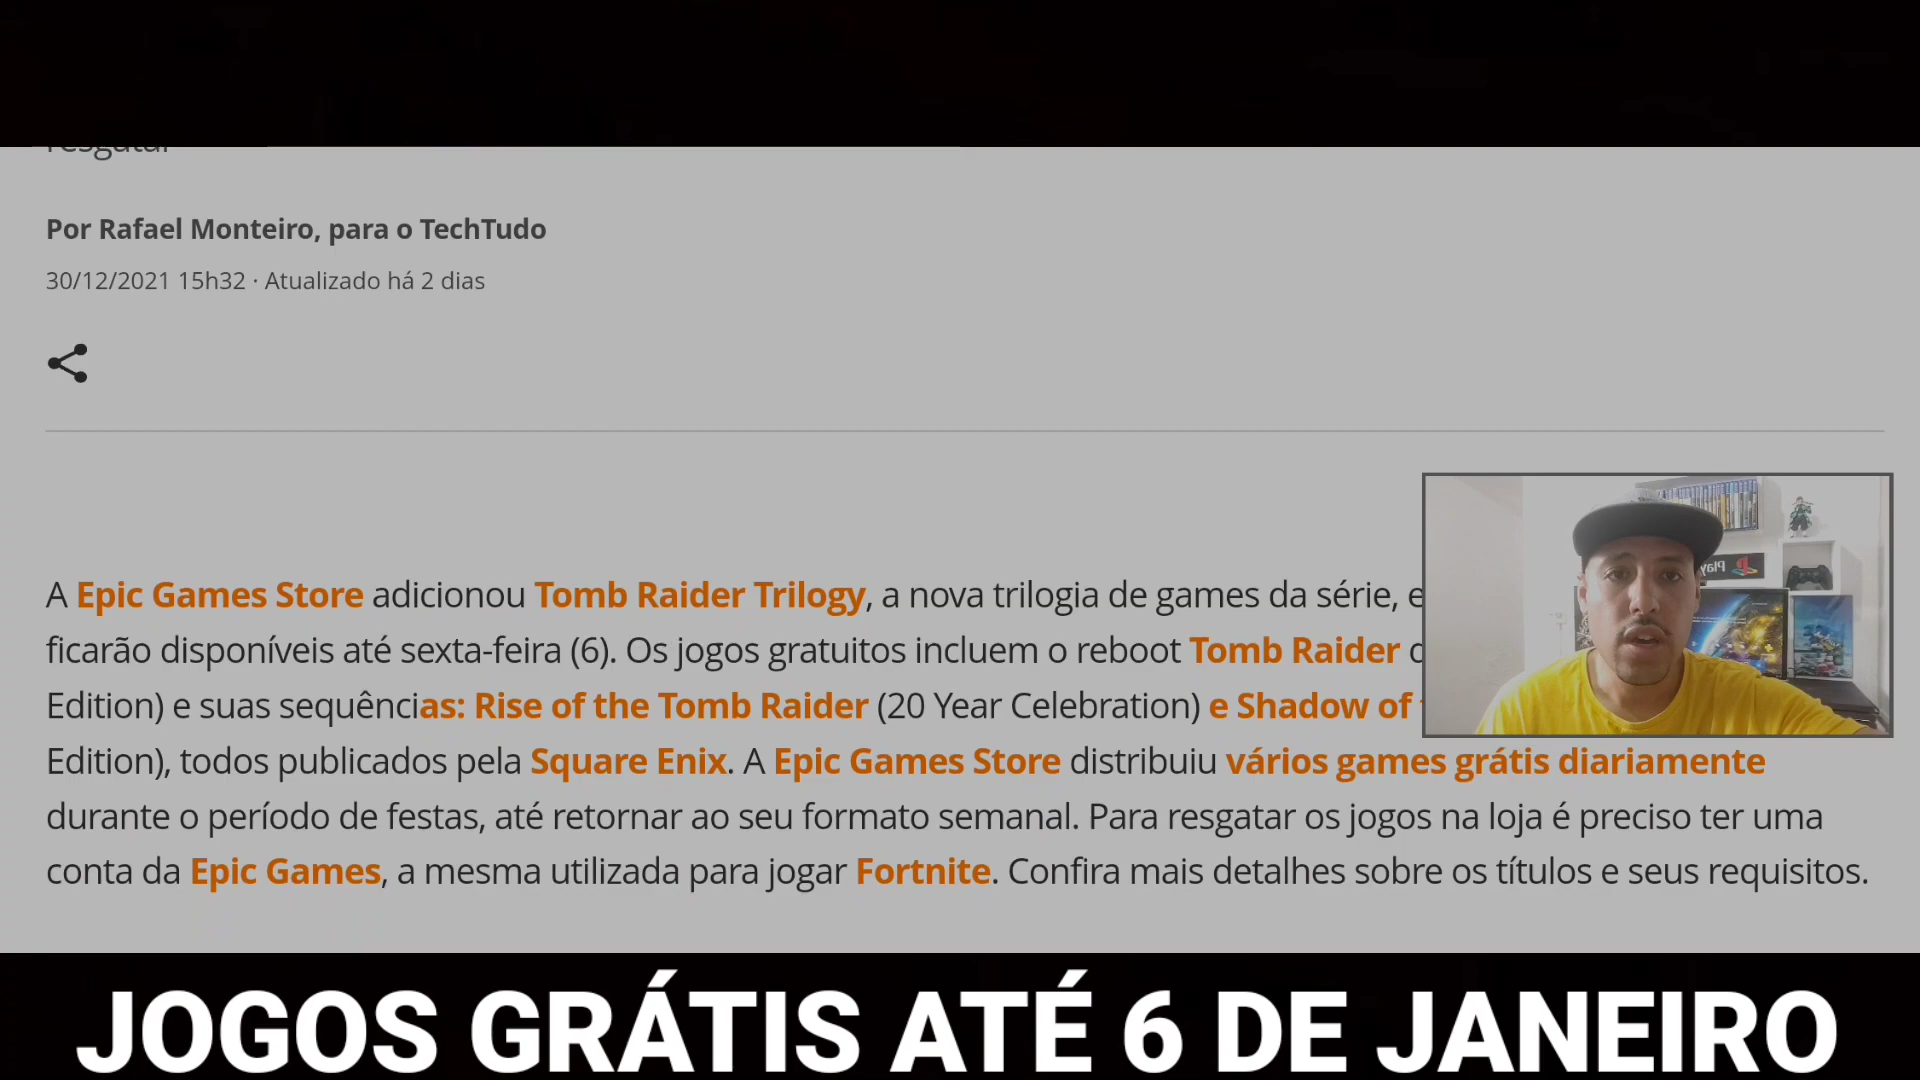 resgatar
Por Rafael Monteiro, para o TechTudo
30/12/2021 15h32 · Atualizado há 2 dias
A Epic Games Store adicionou Tomb Raider Trilogy, a nova trilogia de games da série, e
ficarão disponíveis até sexta-feira (6). Os jogos gratuitos incluem o reboot Tomb Raider
Edition) e suas sequências: Rise of the Tomb Raider (20 Year Celebration) e Shadow of
Edition), todos publicados pela Square Enix. A Epic Games Store distribuiu vários games grátis diariamente
durante o período de festas, até retornar ao seu formato semanal. Para resgatar os jogos na loja é preciso ter uma
conta da Epic Games, a mesma utilizada para jogar Fortnite. Confira mais detalhes sobre os títulos e seus requisitos.
JOGOS GRÁTIS ATÉ 6 DE JANEIRO